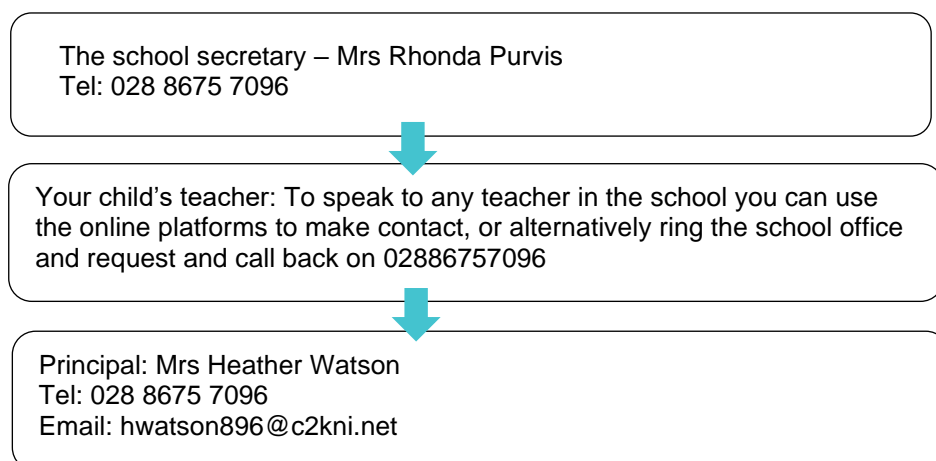 The school secretary – Mrs Rhonda Purvis
Tel: 028 8675 7096
Your child’s teacher: To speak to any teacher in the school you can use
the online platforms to make contact, or alternatively ring the school office
and request and call back on 02886757096
Principal: Mrs Heather Watson
Tel: 028 8675 7096
Email: hwatson896@c2kni.net